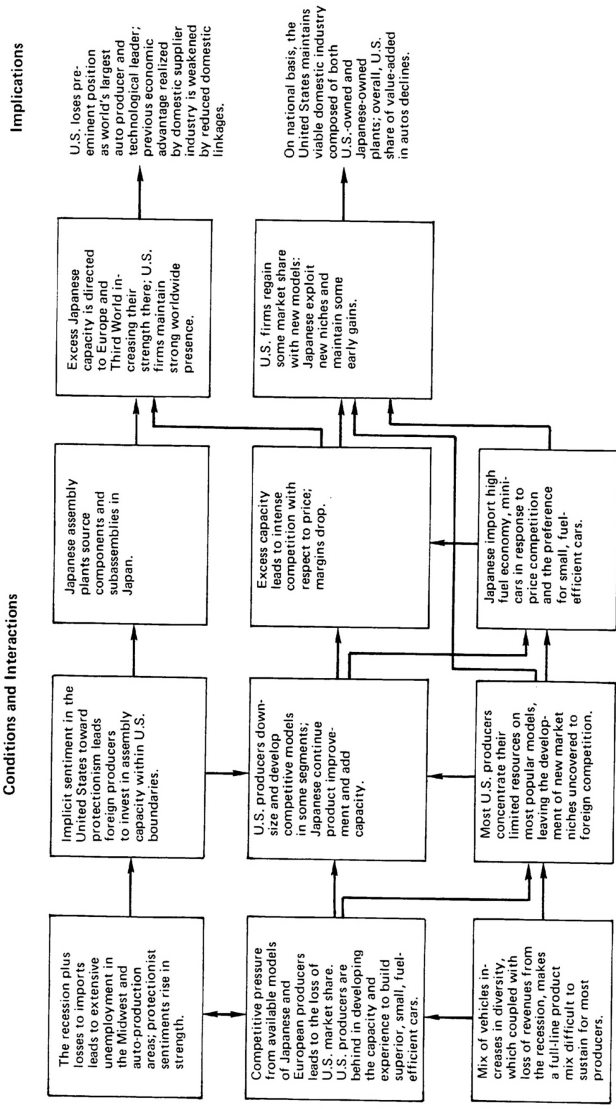 Conditions and Interactions
Implications
The recession plus
losses to imports
leads to extensive
unemployment in
the Midwest and
auto-production
areas; protectionist
sentiments rise in
strength.
Implicit sentiment in the
United States toward
protectionism leads
foreign producers
to invest in assembly
capacity within U.S.
boundaries.
Japanese assembly
plants source
components and
subassemblies in
Japan.
Excess Japanese
capacity is directed
to Europe and
Third World in-
creasing their
strength there; U.S.
firms maintain
strong worldwide
presence.
U.S. loses pre-
eminent position
as world's largest
auto producer and
technological leader;
previous economic
advantage realized
by domestic supplier
industry is weakened
by reduced domestic
linkages.
Competitive pressure
from available models
of Japanese and
European producers
leads to the loss of
U.S. market share.
U.S. producers are
behind in developing
the capacity and
experience to build
superior, small, fuel-
efficient cars.
U.S. producers down-
size and develop
competitive models
in some segments;
Japanese continue
product improve-
ment and add
capacity.
Excess capacity
leads to intense
competition with
respect to price;
margins drop.
U.S. firms regain
some market share
with new models:
Japanese exploit
new niches and
maintain some
early gains.
On national basis, the
United States maintains
viable domestic industry
composed of both
U.S.-owned and
Japanese-owned
plants; overall, U.S.
share of value-added
in autos declines.
Mix of vehicles in-
creases in diversity,
which coupled with
loss of revenues from
the recession, makes
a full-line product
mix difficult to
sustain for most
producers.
Most U.S. producers
concentrate their
limited resources on
most popular models,
leaving the develop-
ment of new market
niches uncovered to
foreign competition.
Japanese import high
fuel economy, mini-
cars in response to
price competition
and the preference
for small, fuel-
efficient cars.